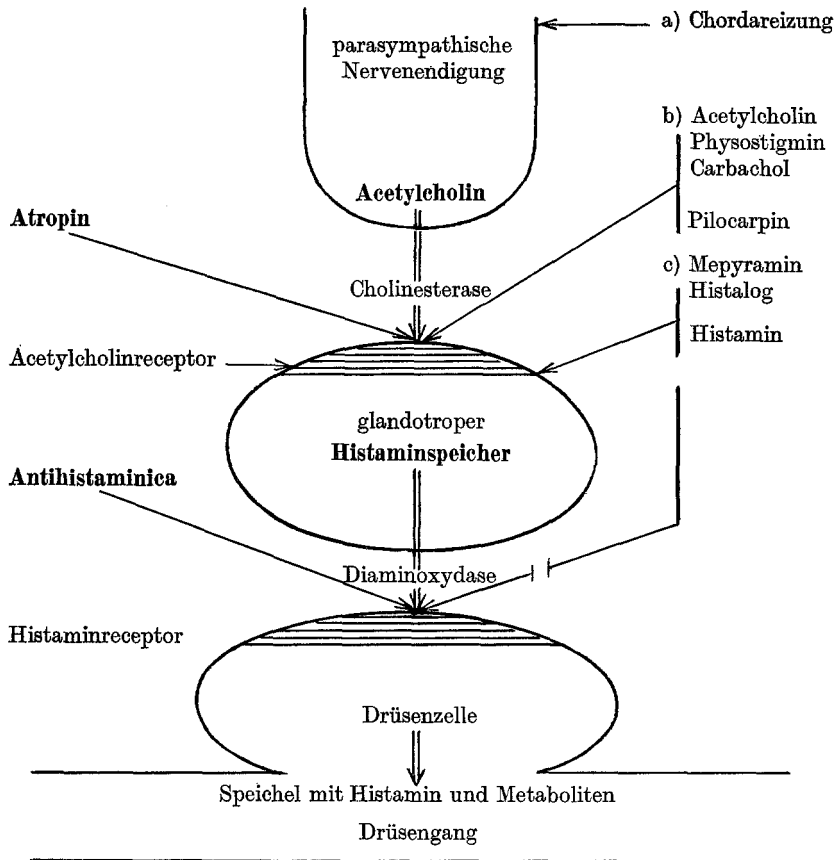 a) Chordareizung
parasympathische
Nervenendigung
b) Acetylcholin
Physostigmin
Carbachol
Acetylcholin
Atropin
Pilocarpin
c) Mepyramin
Cholinesterase
Histalog
Histamin
Acetylcholinreceptor
glandotroper
Histaminspeicher
Antihistaminica
Diaminoxydase
Histaminreceptor
Drüsenzelle
Speichel mit Histamin und Metaboliten
Drüsengang